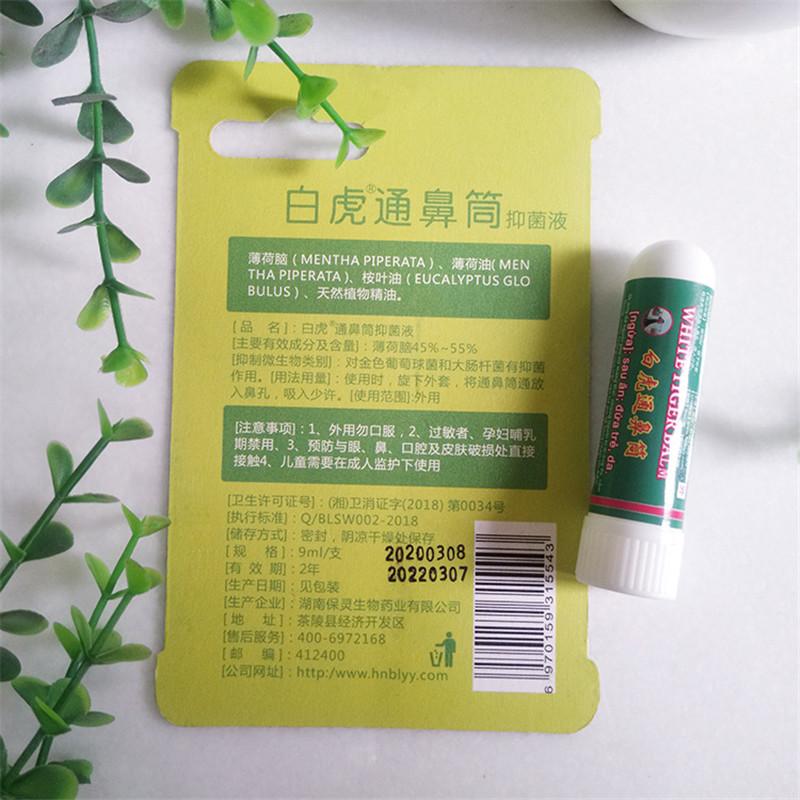 白虎®通鼻筒抑菌液
薄荷脑（MENTHA PIPERATA）、薄荷油(MEN
THA PIPERATA）、桉叶油（EUCALYPTUS GLO
BULUS）、天然植物精油。
[品 名]：白虎®通鼻筒抑菌液
[主要有效成分及含量]：薄荷脑45%~55%
[抑制微生物类别]：对金色葡萄球菌和大肠杆菌有抑菌
作用。[用法用量]：使用时，旋下外套，将通鼻筒通放
入鼻孔，吸入少许。[使用范围]:外用
[注意事项]：1、外用勿口服，2、过敏者、孕妇哺乳
期禁用、3、预防与眼、鼻、口腔及皮肤破损处直接
接触4、儿童需要在成人监护下使用
[卫生许可证号]：(湘)卫消证字(2018) 第0034号
[执行标准]：Q/BLSW002-2018
[储存方式]：密封，阴凉干燥处保存
[规 格]：9ml/支
20200308
[有 效 期]：2年
20220307
[生产日期]：见包装
[生产企业]：湖南保灵生物药业有限公司
[地 址]：茶陵县经济开发区
[售后服务]：400-6972168
[邮 编]：412400
[公司网址]：http:/www.hnblyy.com
6 970159 315543
WHITE TIGER BALM
白虎通鼻筒
[ngừa]: sau ăn: đừa trẻ, da